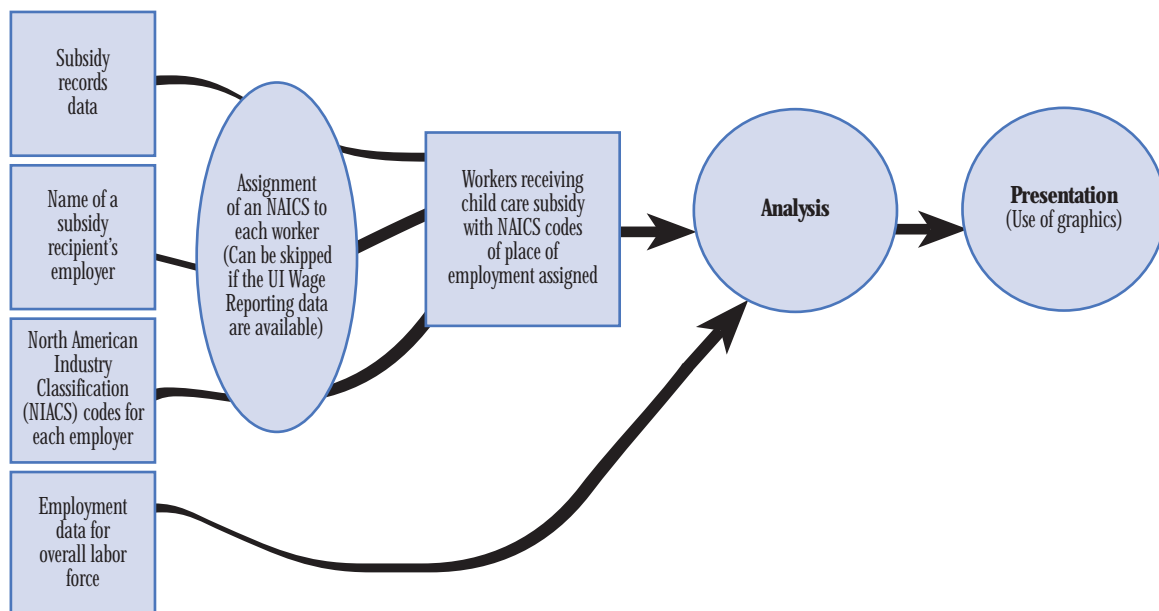 Subsidy
records
data
Name of a
subsidy
recipient's
employer
North American
Industry
Classification
(NIACS) codes for
each employer
Employment
data for
overall labor
force
Assignment
of an NAICS to
each worker
(Can be skipped
if the UI Wage
Reporting data
are available)
Workers receiving
child care subsidy
with NAICS codes
of place of
employment assigned
Analysis
Presentation
(Use of graphics)